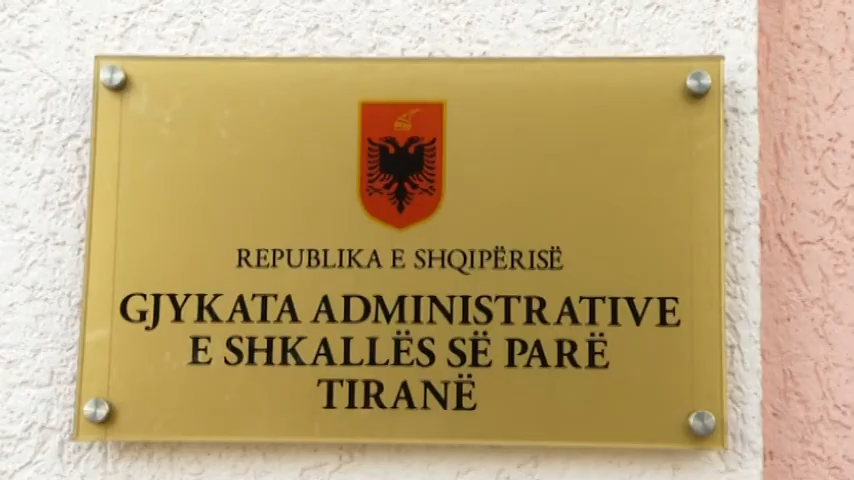 REPUBLIKA E SHQIPËRISË
GJYKATA ADMINISTRATIVE
E SHKALLËS SË PARË
TIRANË